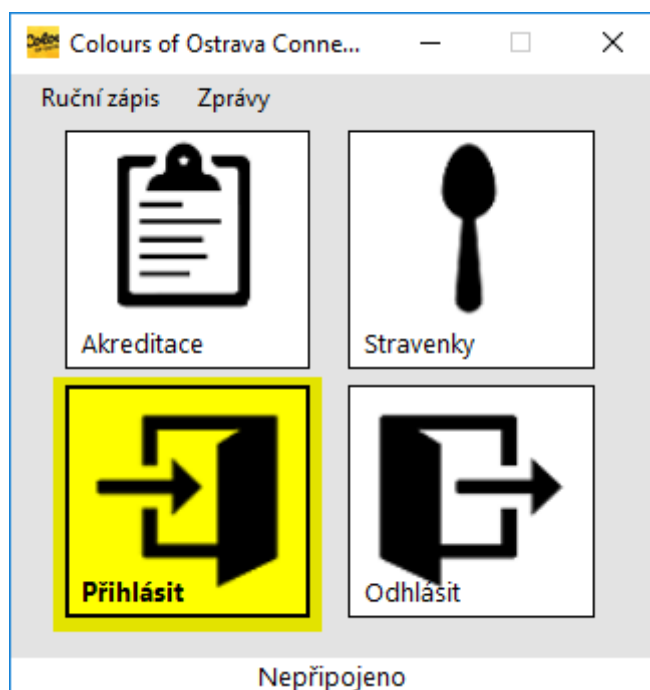 Colours of Ostrava Conne...
Ruční zápis Zprávy
Akreditace
Stravenky
Přihlásit
Odhlásit
Nepřipojeno